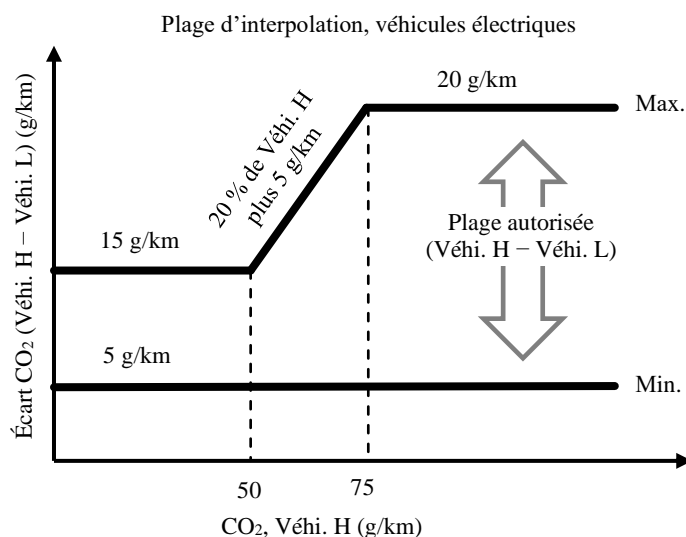 Plage d'interpolation, véhicules électriques
Écart CO₂ (Véhi. H − Véhi. L) (g/km)
20 g/km
Max.
20 % de Véhi. H
plus 5 g/km
Plage autorisée
(Véhi. H − Véhi. L)
15 g/km
5 g/km
Min.
50
75
CO₂, Véhi. H (g/km)